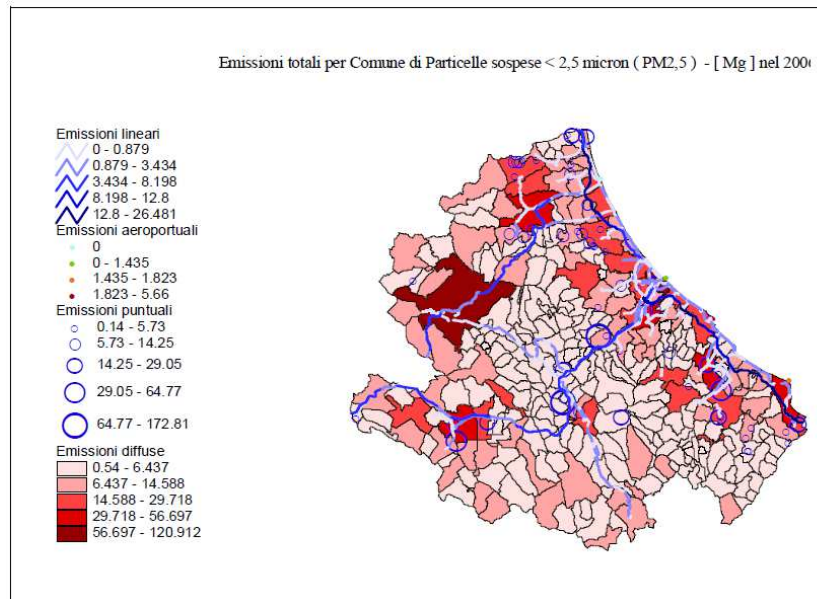 Emissioni totali per Comune di Particelle sospese < 2,5 micron ( PM2,5 ) - [ Mg ] nel 2006
Emissioni lineari
0 - 0.879
0.879 - 3.434
3.434 - 8.198
8.198 - 12.8
12.8 - 26.481
Emissioni aeroportuali
0
0 - 1.435
1.435 - 1.823
1.823 - 5.66
Emissioni puntuali
0.14 - 5.73
5.73 - 14.25
14.25 - 29.05
29.05 - 64.77
64.77 - 172.81
Emissioni diffuse
0.54 - 6.437
6.437 - 14.588
14.588 - 29.718
29.718 - 56.697
56.697 - 120.912